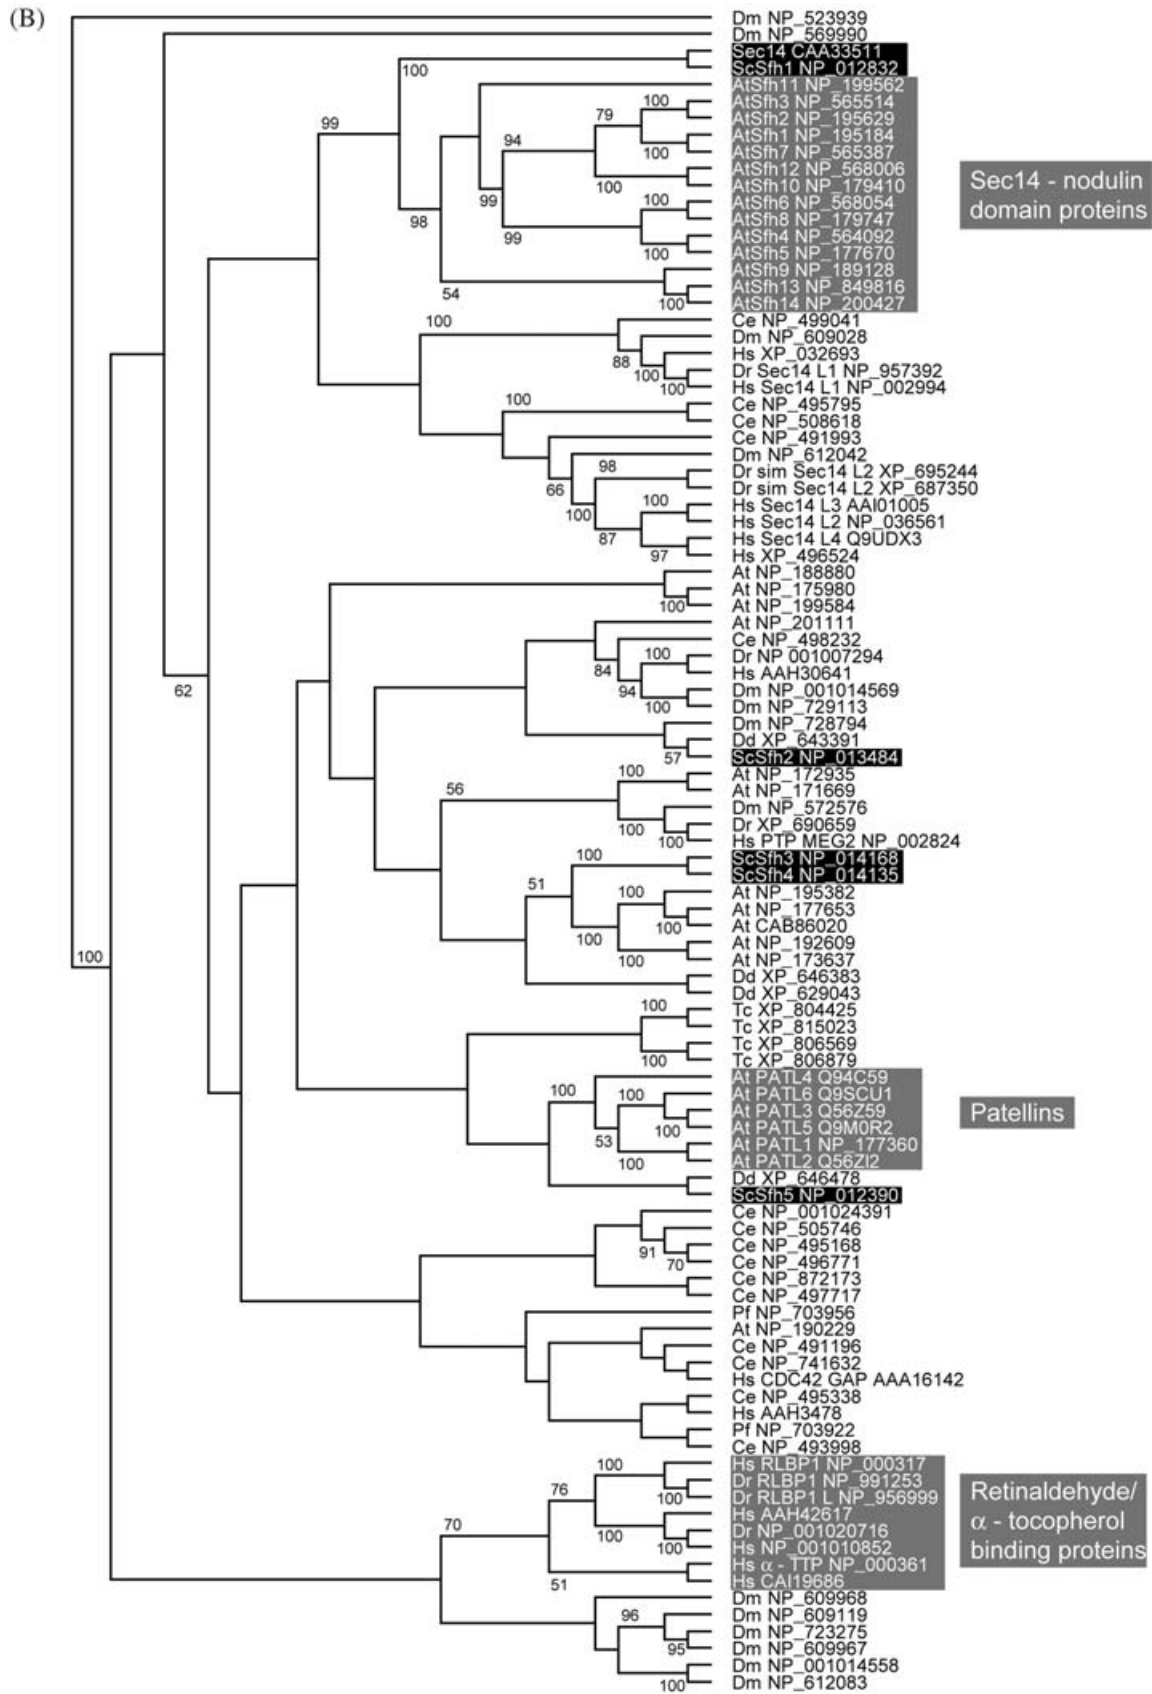 (B)
Dm NP_523939
Dm NP_569990
Sec14 CAA33511
ScSfh1 NP_012832
100
AtSfh11 NP_199562
AtSfh3 NP_565514
100
AtSfh2 NP_195629
79
99
AtSfh1 NP_195184
94
AtSfh7 NP_565387
100
AtSfh12 NP_568006
AtSfh10 NP_179410
100
Sec14 - nodulin
domain proteins
AtSfh6 NP_568054
100
AtSfh8 NP_179747
98
99
AtSfh4 NP_564092
99
AtSfh5 NP_177670
100
AtSfh9 NP_189128
AtSfh13 NP_849816
54
AtSfh14 NP_200427
100
Ce NP_499041
100
Dm NP_609028
Hs XP_032693
88
Dr Sec14 L1 NP_957392
100
Hs Sec14 L1 NP_002994
100
Ce NP_495795
100
Ce NP_508618
Ce NP_491993
Dm NP_612042
Dr sim Sec14 L2 XP_695244
98
Dr sim Sec14 L2 XP_687350
66
Hs Sec14 L3 AAI01005
100
100
Hs Sec14 L2 NP_036561
Hs Sec14 L4 Q9UDX3
87
Hs XP_496524
97
At NP_188880
At NP_175980
At NP_199584
100
At NP_201111
Ce NP_498232
Dr NP 001007294
100
Hs AAH30641
84
Dm NP_001014569
94
62
Dm NP_729113
100
Dm NP_728794
Dd XP_643391
ScSfh2 NP_013484
57
At NP_172935
100
At NP_171669
56
Dm NP_572576
Dr XP_690659
100
Hs PTP MEG2 NP_002824
100
ScSfh3 NP_014168
100
ScSfh4 NP_014135
51
At NP_195382
100
At NP_177653
At CAB86020
100
100
At NP_192609
At NP_173637
100
100
Dd XP_646383
Dd XP_629043
Tc XP_804425
100
Tc XP_815023
Tc XP_806569
Tc XP_806879
100
At PATL4 Q94C59
At PATL6 Q9SCU1
100
100
At PATL3 Q56Z59
At PATL5 Q9M0R2
100
Patellins
At PATL1 NP_177360
53
At PATL2 Q56ZI2
100
Dd XP_646478
ScSfh5 NP_012390
Ce NP_001024391
Ce NP_505746
Ce NP_495168
91
Ce NP_496771
70
Ce NP_872173
Ce NP_497717
Pf NP_703956
At NP_190229
Ce NP_491196
Ce NP_741632
Hs CDC42 GAP AAA16142
Ce NP_495338
Hs AAH3478
Pf NP_703922
Ce NP_493998
Hs RLBP1 NP_000317
100
Dr RLBP1 NP_991253
76
Dr RLBP1 L NP_956999
100
Hs AAH42617
Dr NP_001020716
70
100
Hs NP_001010852
100
Retinaldehyde/
α - tocopherol
binding proteins
Hs α - TTP NP_000361
Hs CAI19686
51
Dm NP_609968
Dm NP_609119
96
Dm NP_723275
Dm NP_609967
95
Dm NP_001014558
Dm NP_612083
100